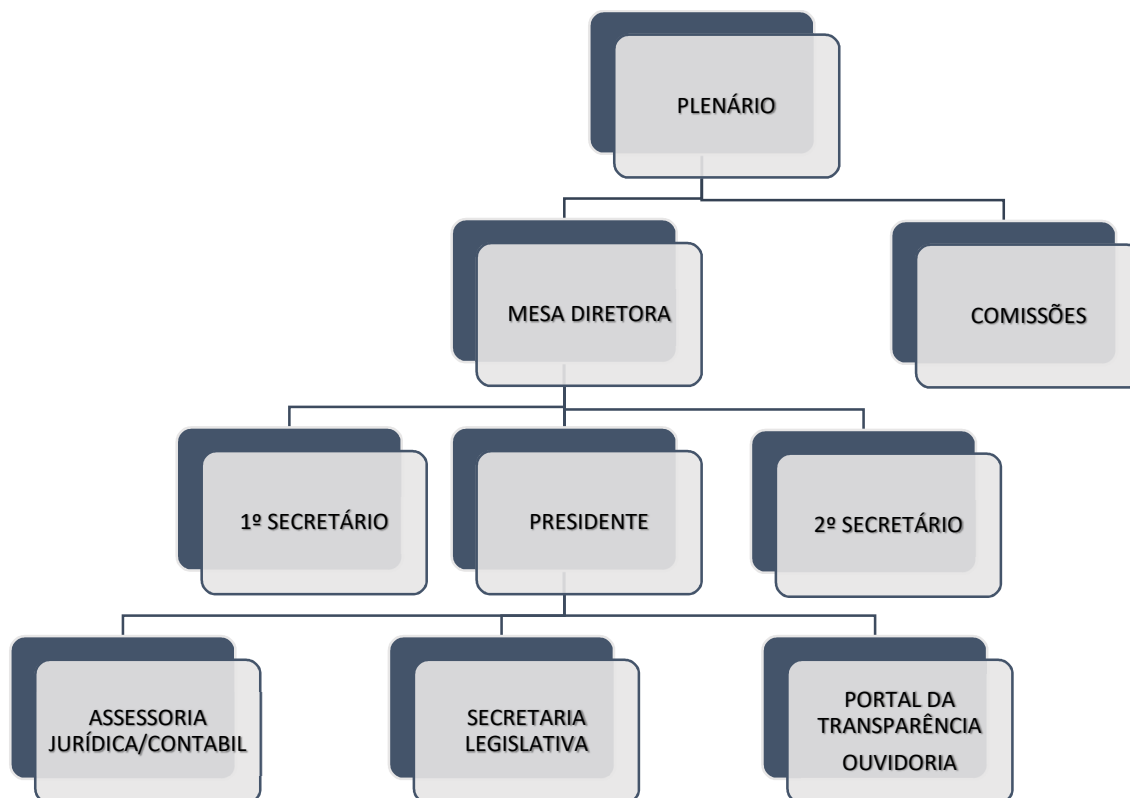 PLENÁRIO
MESA DIRETORA
COMISSÕES
1º SECRETÁRIO
PRESIDENTE
2º SECRETÁRIO
ASSESSORIA
JURÍDICA/CONTABIL
SECRETARIA
LEGISLATIVA
PORTAL DA
TRANSPARÊNCIA
OUVIDORIA